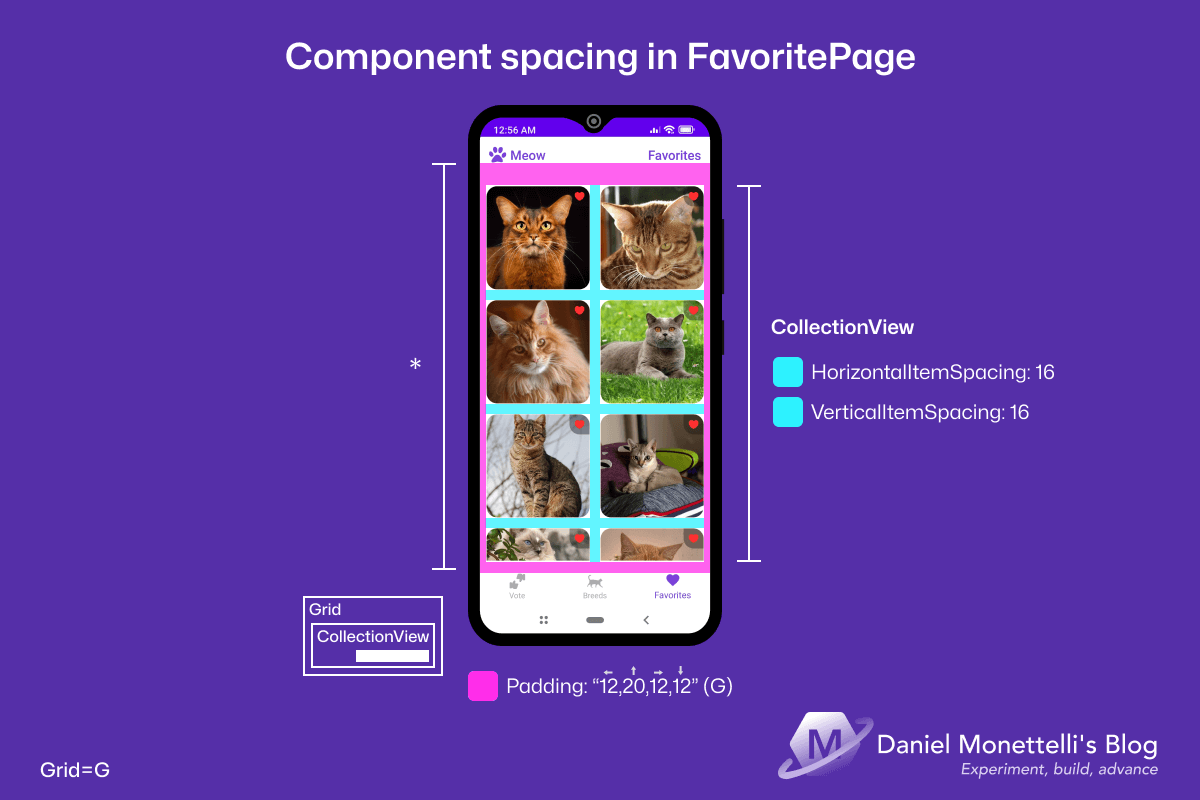 Component spacing in FavoritePage
12:56 AM
Meow
Favorites
*
CollectionView
HorizontalItemSpacing: 16
VerticalItemSpacing: 16
Vote
Breeds
Favorites
Grid
CollectionView
Padding: “12,20,12,12” (G)
Grid=G
M
Daniel Monettelli's Blog
Experiment, build, advance